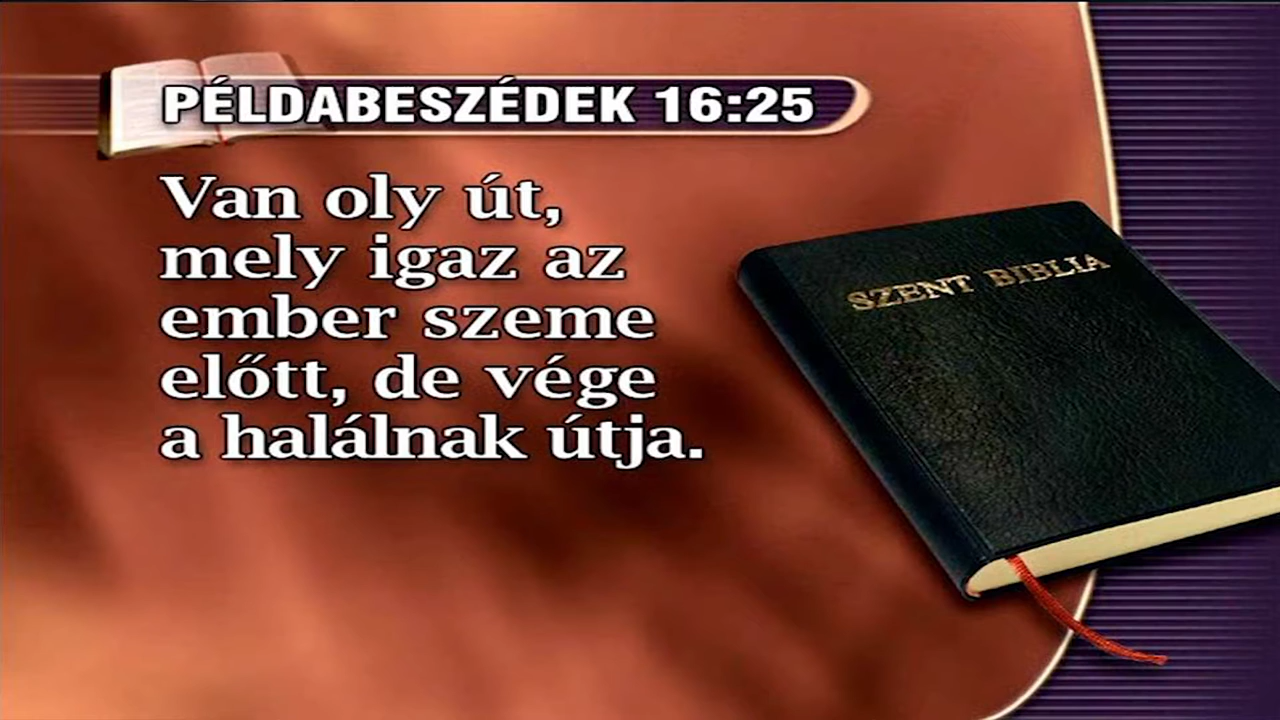 PÉLDABESZÉDEK 16:25
Van oly út,
mely igaz az
ember szeme
előtt, de vége
a halálnak útja.
SZENT BIBLIA